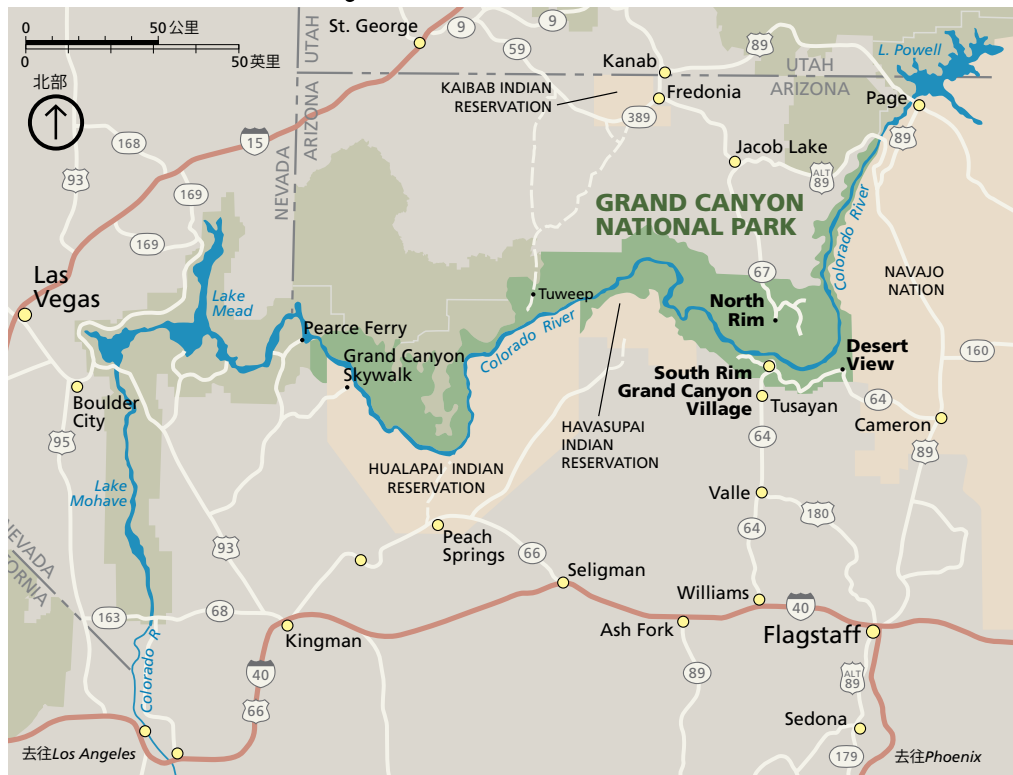 0
50公里
0
50英里
北部
St. George
9
9
59
UTAH
ARIZONA
NEVADA
89
L. Powell
Kanab
UTAH
ARIZONA
KAIBAB INDIAN
RESERVATION
Fredonia
Page
389
15
168
89
Jacob Lake
93
ALT
89
169
GRAND CANYON
NATIONAL PARK
Colorado River
169
67
NAVAJO
NATION
Las
Vegas
Lake
Mead
Tuweep
North
Rim
Pearce Ferry
Colorado River
Desert
View
160
Grand Canyon
Skywalk
South Rim
Grand Canyon
Village
Tusayan
64
Boulder
City
Cameron
95
HAVASUPAI
INDIAN
RESERVATION
64
89
HUALAPAI INDIAN
RESERVATION
Lake
Mohave
Valle
180
Peach
Springs
64
93
66
NEVADA
Seligman
Williams
163
68
40
Kingman
Ash Fork
Flagstaff
Colorado R
40
89
ALT
89
66
Sedona
去往Los Angeles
179
去往Phoenix